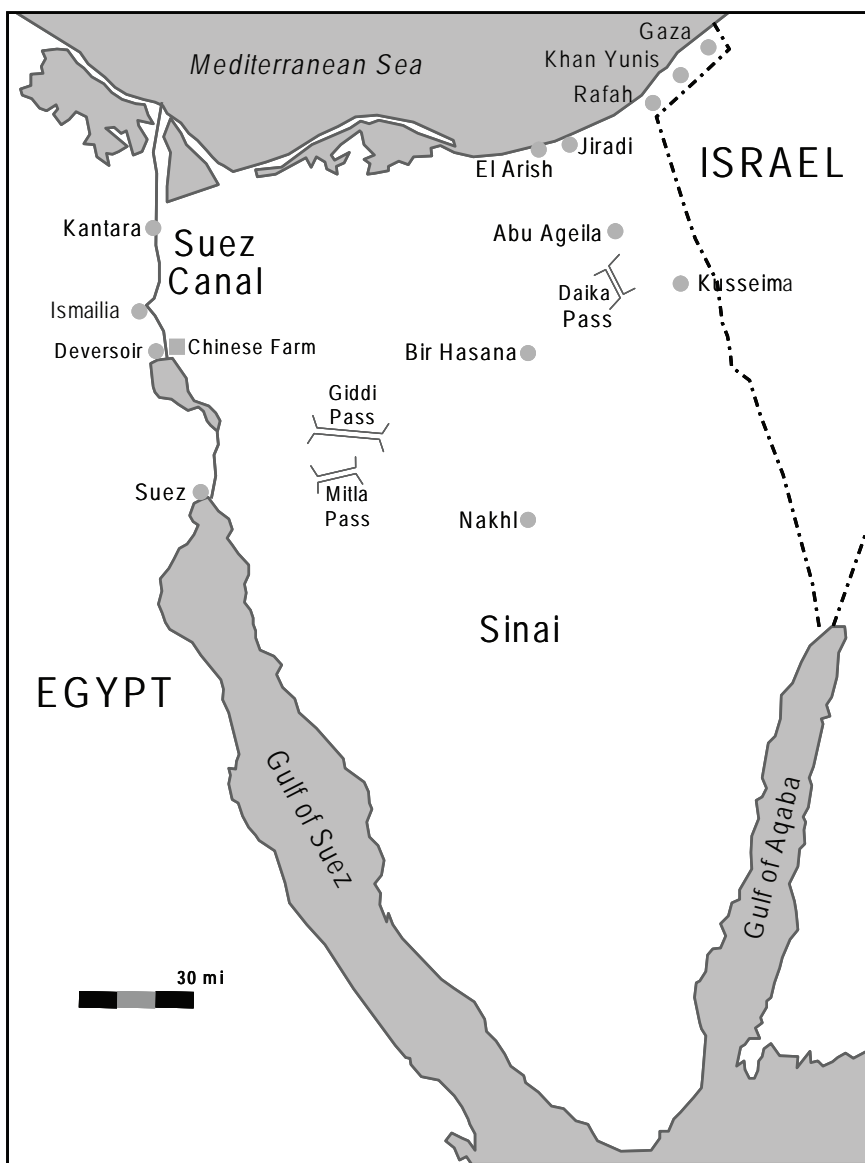 Gaza
Mediterranean Sea
Khan Yunis
Rafah
Jiradi
El Arish
ISRAEL
Kantara
Suez
Canal
Abu Ageila
Kusseima
Daika
Pass
Ismailia
Deversoir
Chinese Farm
Bir Hasana
Giddi
Pass
Suez
Mitla
Pass
Nakhl
Sinai
EGYPT
Gulf of Suez
Gulf of Aqaba
30 mi